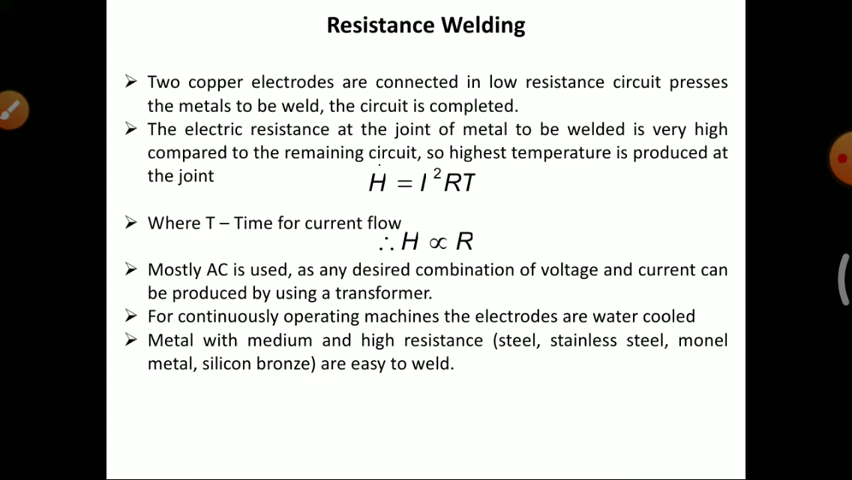 Resistance Welding
➢ Two copper electrodes are connected in low resistance circuit presses
the metals to be weld, the circuit is completed.
➢ The electric resistance at the joint of metal to be welded is very high
compared to the remaining circuit, so highest temperature is produced at
the joint
H = I²RT
➢ Where T – Time for current flow
∴ H ∝ R
➢ Mostly AC is used, as any desired combination of voltage and current can
be produced by using a transformer.
➢ For continuously operating machines the electrodes are water cooled
➢ Metal with medium and high resistance (steel, stainless steel, monel
metal, silicon bronze) are easy to weld.